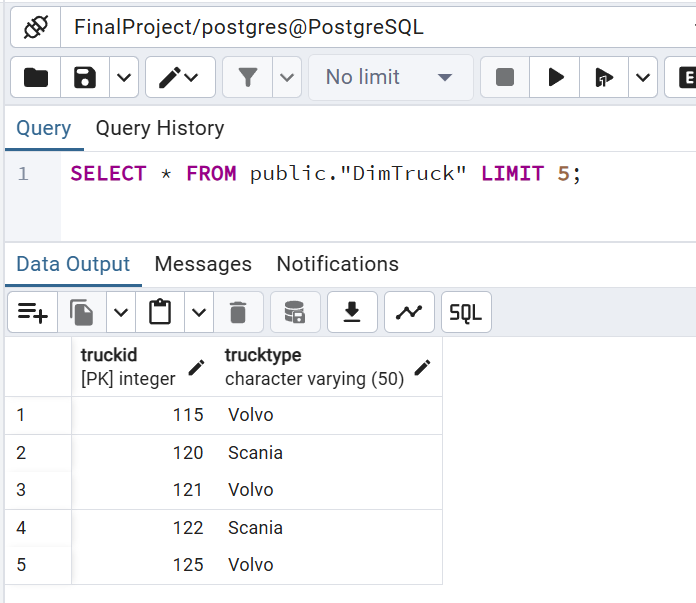 FinalProject/postgres@PostgreSQL
No limit
E
Query Query History
1 SELECT * FROM public."DimTruck" LIMIT 5;
Data Output Messages Notifications
SQL
truckid trucktype
[PK] integer character varying (50)
1 115 Volvo
2 120 Scania
3 121 Volvo
4 122 Scania
5 125 Volvo